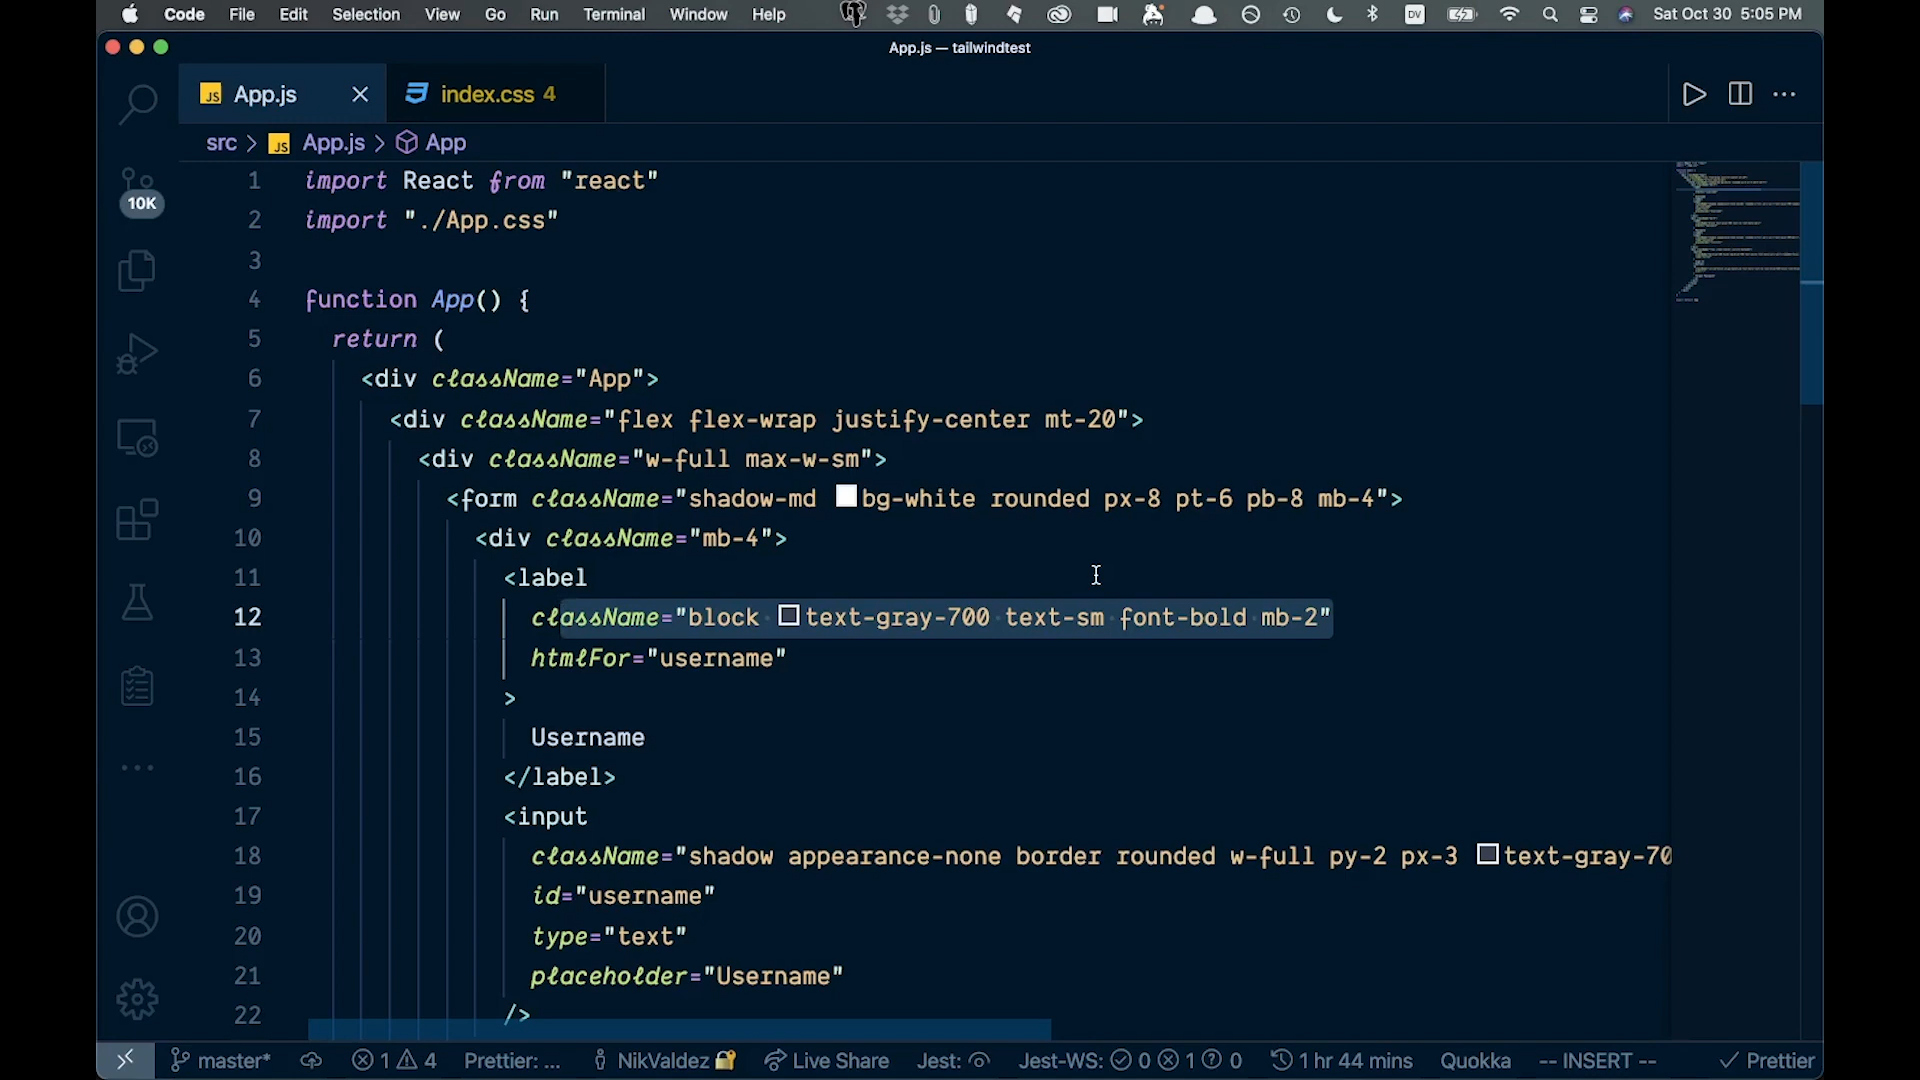 Code File Edit Selection View Go Run Terminal Window Help DV Sat Oct 30 5:05 PM
App.js — tailwindtest
JS App.js index.css 4
src > JS App.js > App
10K
1 import React from "react"
2 import "./App.css"
3
4 function App() {
5 return (
6 <div className="App">
7 <div className="flex flex-wrap justify-center mt-20">
8 <div className="w-full max-w-sm">
9 <form className="shadow-md bg-white rounded px-8 pt-6 pb-8 mb-4">
10 <div className="mb-4">
11 <label
12 className="block text-gray-700 text-sm font-bold mb-2"
13 htmlFor="username"
14 >
15 Username
16 </label>
17 <input
18 className="shadow appearance-none border rounded w-full py-2 px-3 text-gray-70
19 id="username"
20 type="text"
21 placeholder="Username"
22 />
master* 1 4 Prettier: ... NikValdez Live Share Jest: Jest-WS: 0 1 0 1 hr 44 mins Quokka -- INSERT -- Prettier